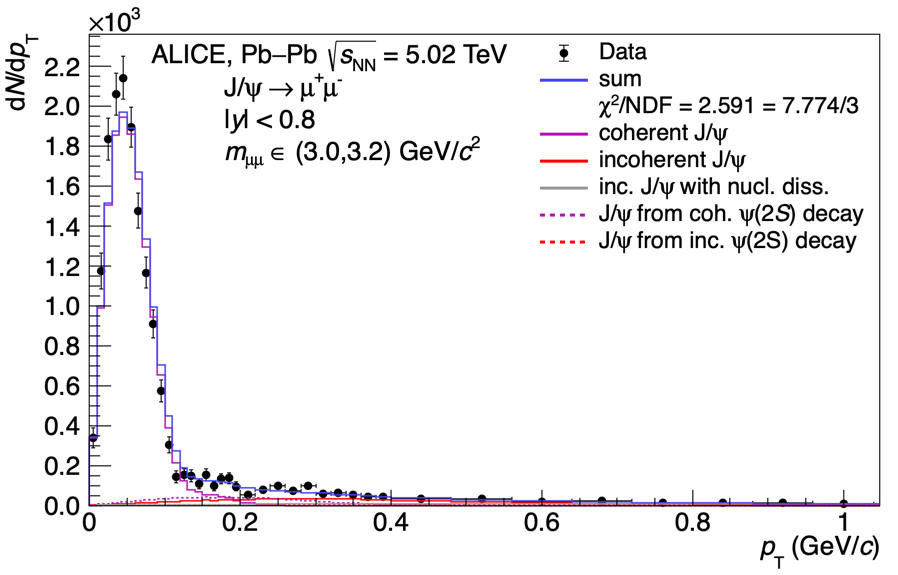 ×10³
dN/dp_T
ALICE, Pb−Pb √s_NN = 5.02 TeV
J/ψ → μ⁺μ⁻
|y| < 0.8
m_μμ ∈ (3.0,3.2) GeV/c²
Data
sum
χ²/NDF = 2.591 = 7.774/3
coherent J/ψ
incoherent J/ψ
inc. J/ψ with nucl. diss.
J/ψ from coh. ψ(2S) decay
J/ψ from inc. ψ(2S) decay
2.2
2.0
1.8
1.6
1.4
1.2
1.0
0.8
0.6
0.4
0.2
0.0
0 0.2 0.4 0.6 0.8 1
p_T (GeV/c)